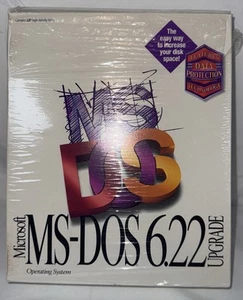 The
easy way
to increase
your disk
space!
DATA
PROTECTION
MS
DOS
Microsoft
MS-DOS 6.22
UPGRADE
Operating System